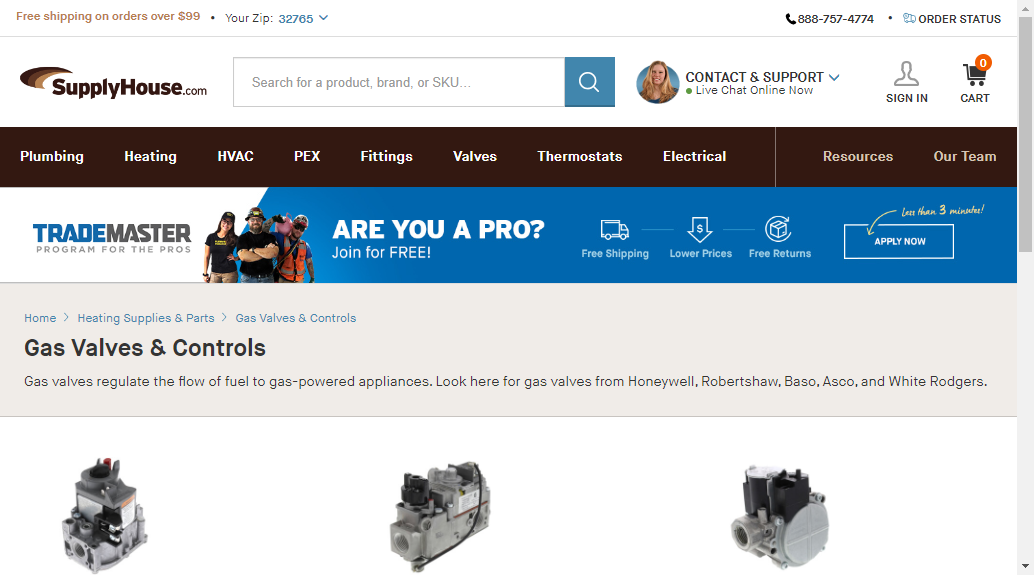 Free shipping on orders over $99 • Your Zip: 32765
888-757-4774 • ORDER STATUS
SupplyHouse.com
Search for a product, brand, or SKU...
CONTACT & SUPPORT
Live Chat Online Now
SIGN IN
0
CART
Plumbing Heating HVAC PEX Fittings Valves Thermostats Electrical Resources Our Team
TRADEMASTER
PROGRAM FOR THE PROS
ARE YOU A PRO?
Join for FREE!
Free Shipping
Lower Prices
Free Returns
Less than 3 minutes!
APPLY NOW
Home > Heating Supplies & Parts > Gas Valves & Controls
Gas Valves & Controls
Gas valves regulate the flow of fuel to gas-powered appliances. Look here for gas valves from Honeywell, Robertshaw, Baso, Asco, and White Rodgers.